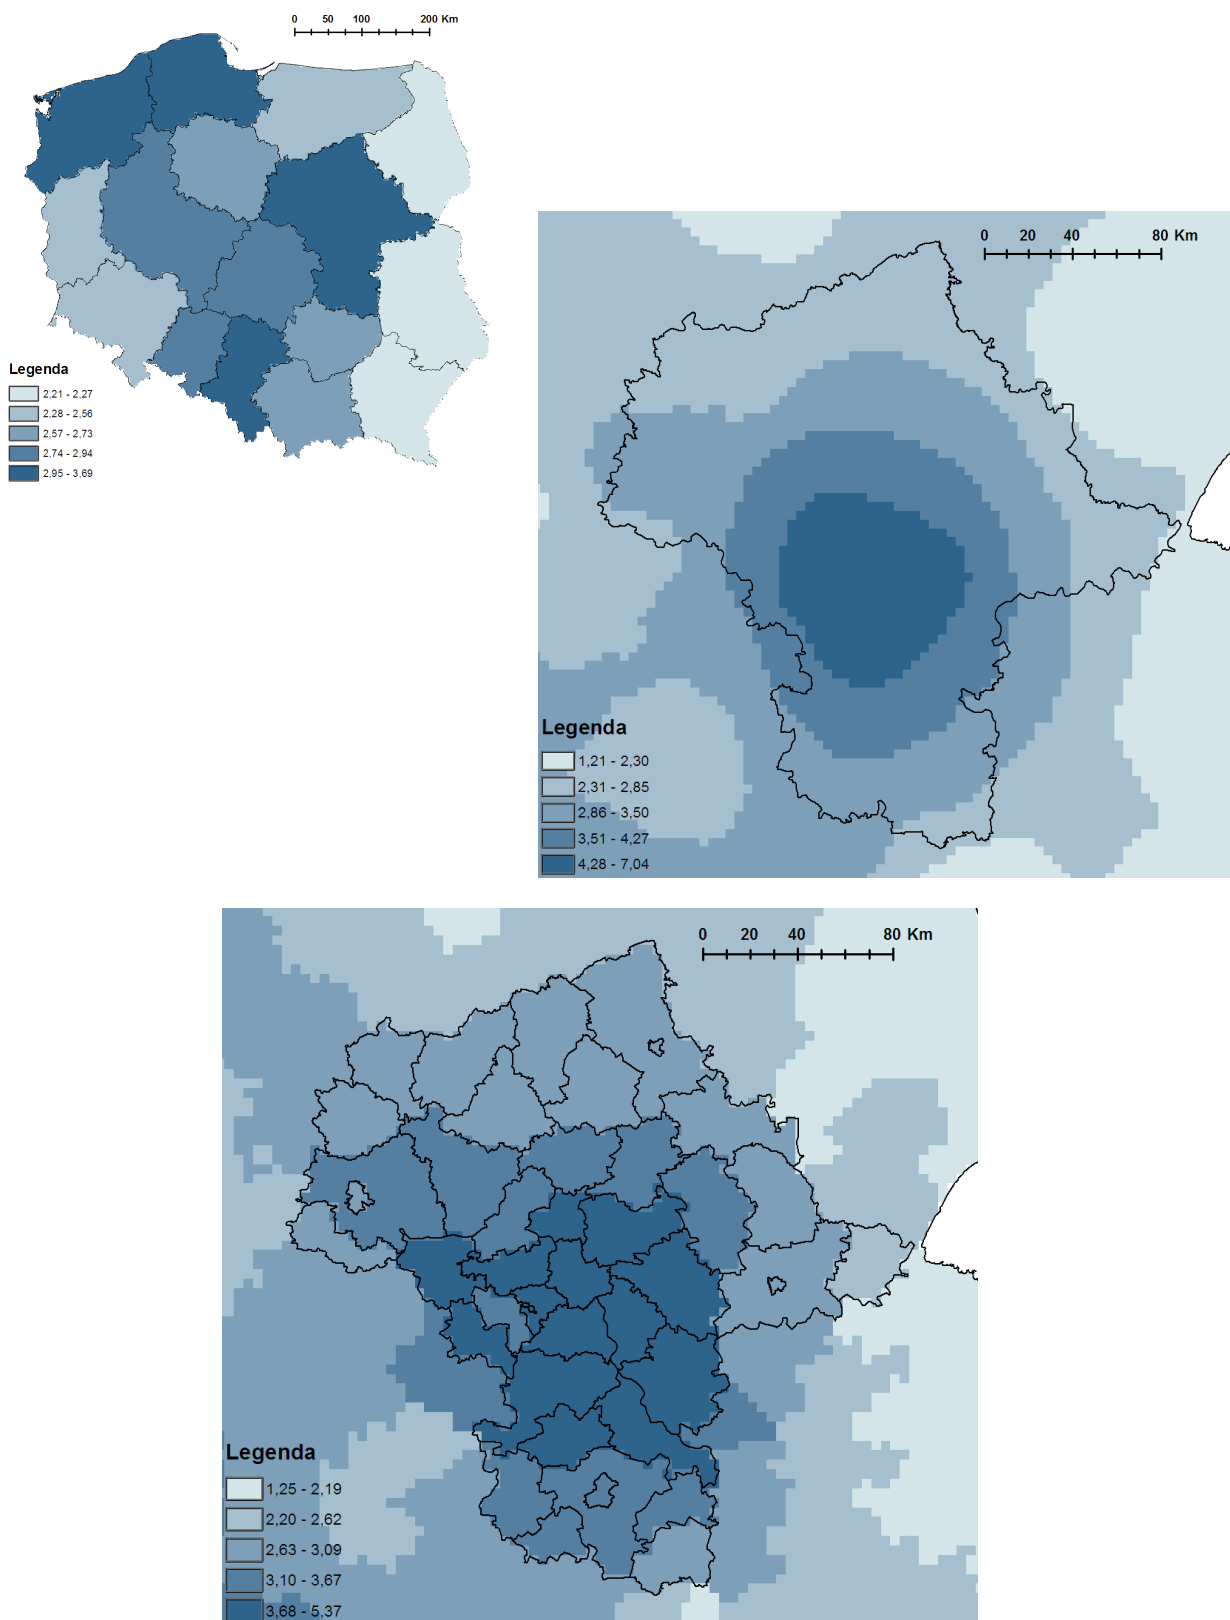 0 50 100 200 Km
Legenda
2,21 - 2,27
2,28 - 2,56
2,57 - 2,73
2,74 - 2,94
2,95 - 3,69
0 20 40 80 Km
Legenda
1,21 - 2,30
2,31 - 2,85
2,86 - 3,50
3,51 - 4,27
4,28 - 7,04
0 20 40 80 Km
Legenda
1,25 - 2,19
2,20 - 2,62
2,63 - 3,09
3,10 - 3,67
3,68 - 5,37